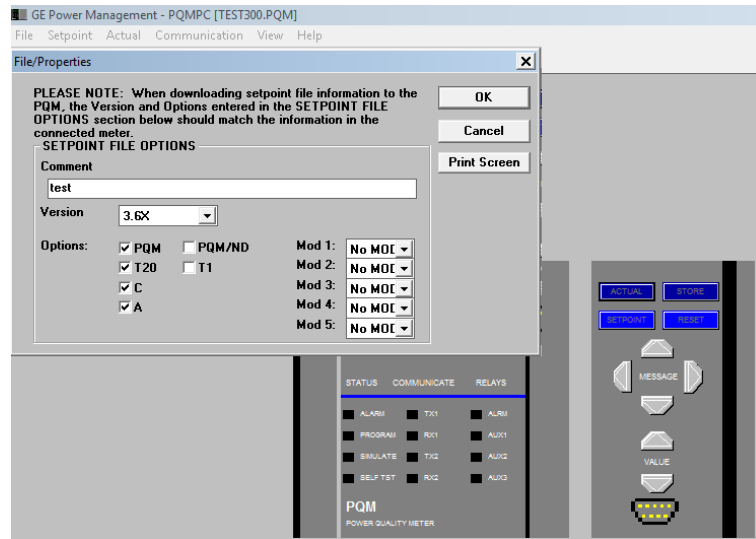 GE Power Management - PQMPC [TEST300.PQM]
File Setpoint Actual Communication View Help
File/Properties
PLEASE NOTE: When downloading setpoint file information to the
PQM, the Version and Options entered in the SETPOINT FILE
OPTIONS section below should match the information in the
connected meter.
OK
Cancel
Print Screen
SETPOINT FILE OPTIONS
Comment
test
Version 3.6X
Options: PQM PQM/ND Mod 1: No MOD
T20 T1 Mod 2: No MOD
C Mod 3: No MOD
A Mod 4: No MOD
Mod 5: No MOD
ACTUAL STORE
SETPOINT RESET
MESSAGE
VALUE
STATUS COMMUNICATE RELAYS
ALARM TX1 ALRM
PROGRAM RX1 AUX1
SIMULATE TX2 AUX2
SELF TST RX2 AUX3
PQM
POWER QUALITY METER